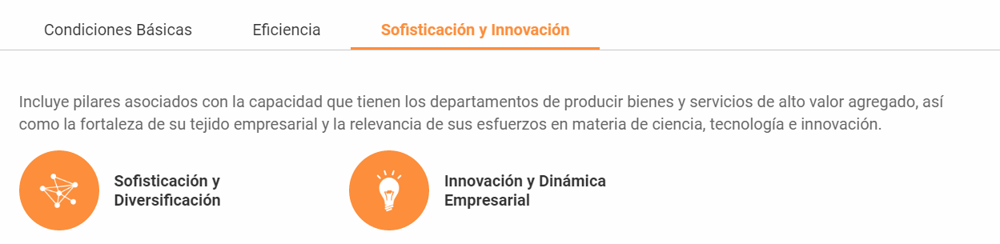 Condiciones Básicas Eficiencia Sofisticación y Innovación
Incluye pilares asociados con la capacidad que tienen los departamentos de producir bienes y servicios de alto valor agregado, así
como la fortaleza de su tejido empresarial y la relevancia de sus esfuerzos en materia de ciencia, tecnología e innovación.
Sofisticación y
Diversificación
Innovación y Dinámica
Empresarial